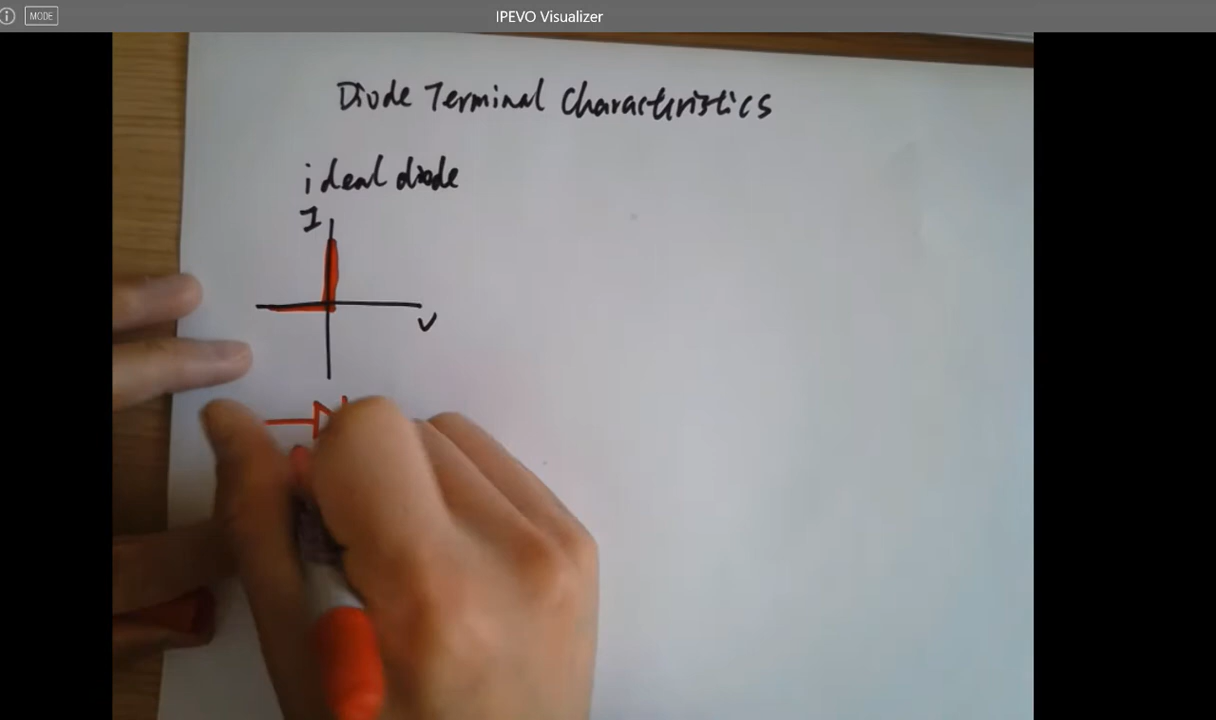 MODE
IPEVO Visualizer
Diode Terminal Characteristics
ideal diode
I
V